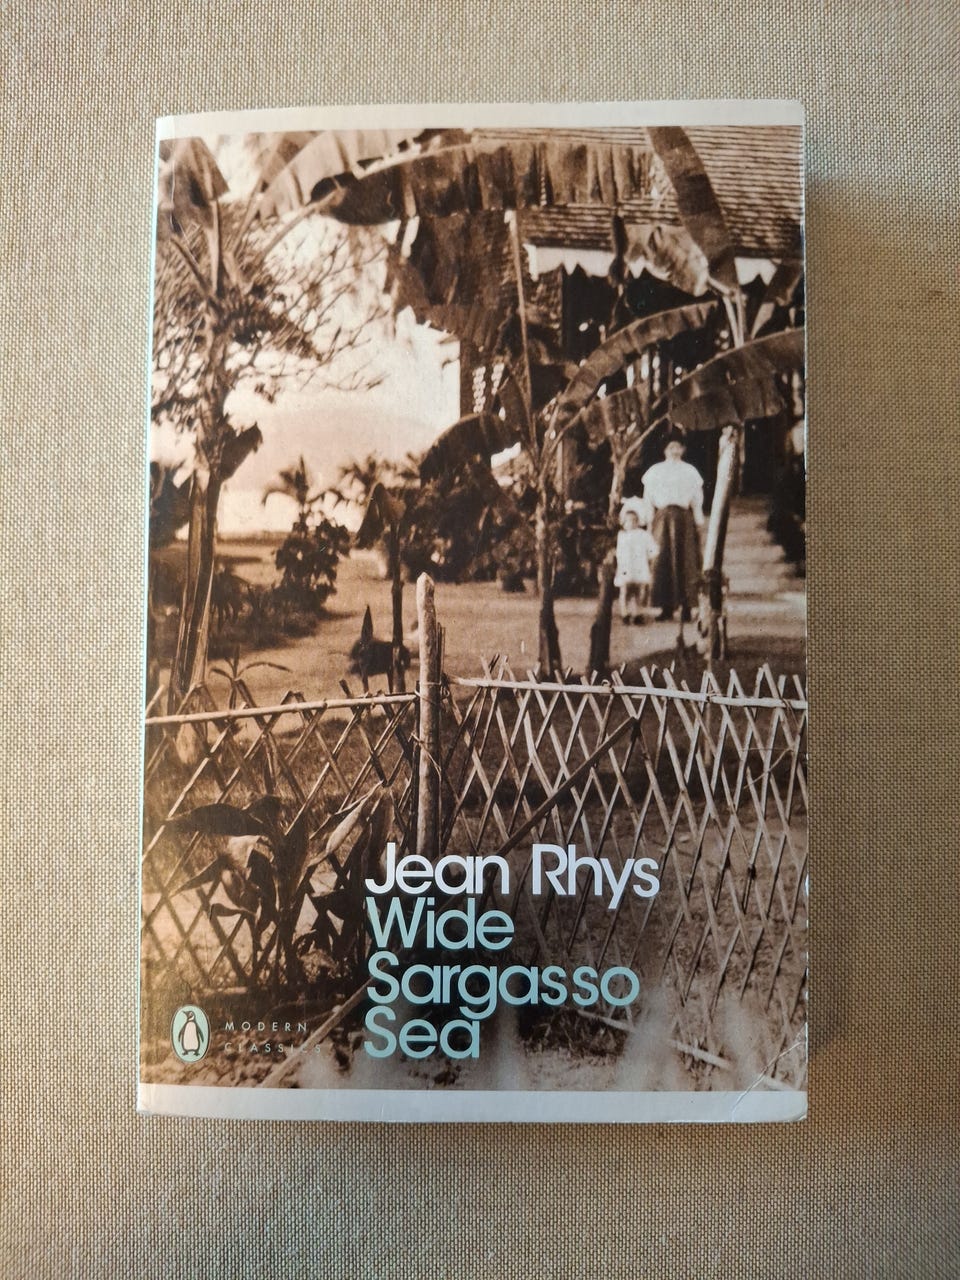 Jean Rhys
Wide
Sargasso
Sea
MODERN
CLASSICS